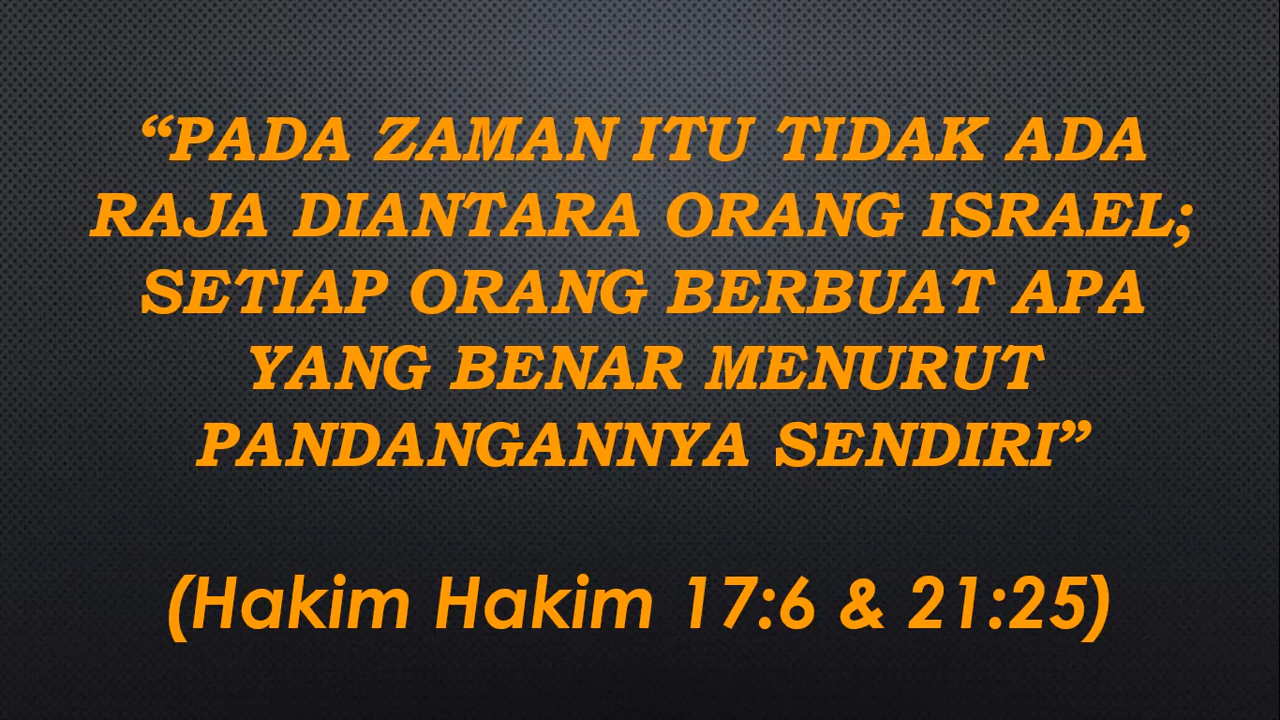 “PADA ZAMAN ITU TIDAK ADA
RAJA DIANTARA ORANG ISRAEL;
SETIAP ORANG BERBUAT APA
YANG BENAR MENURUT
PANDANGANNYA SENDIRI”
(Hakim Hakim 17:6 & 21:25)